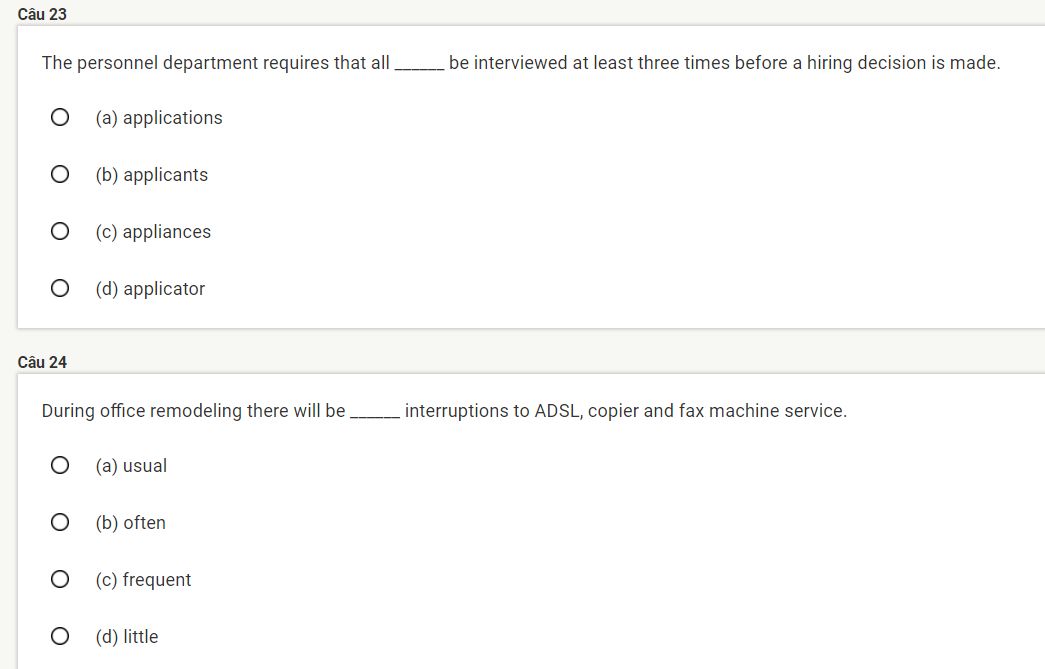 Câu 23
The personnel department requires that all ______ be interviewed at least three times before a hiring decision is made.
(a) applications
(b) applicants
(c) appliances
(d) applicator
Câu 24
During office remodeling there will be ______ interruptions to ADSL, copier and fax machine service.
(a) usual
(b) often
(c) frequent
(d) little